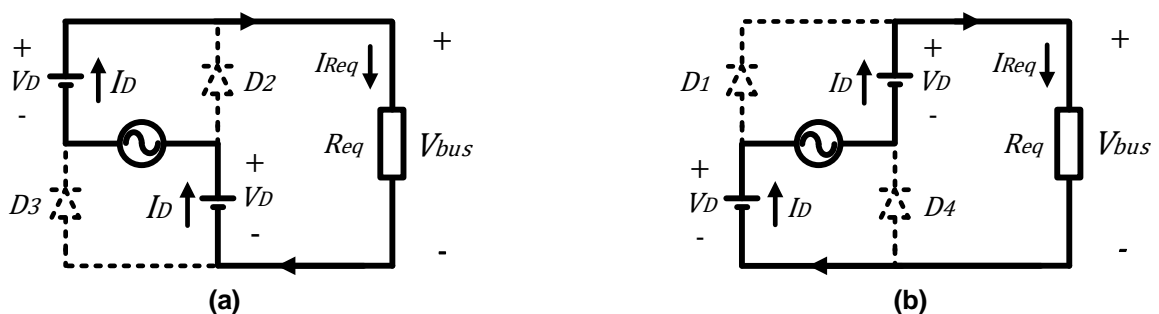 +
VD
-
ID
D2
IReq
+
Req
Vbus
D3
ID
+
VD
-
-
(a)
D1
ID
+
VD
-
IReq
+
Req
Vbus
+
VD
-
ID
D4
-
(b)